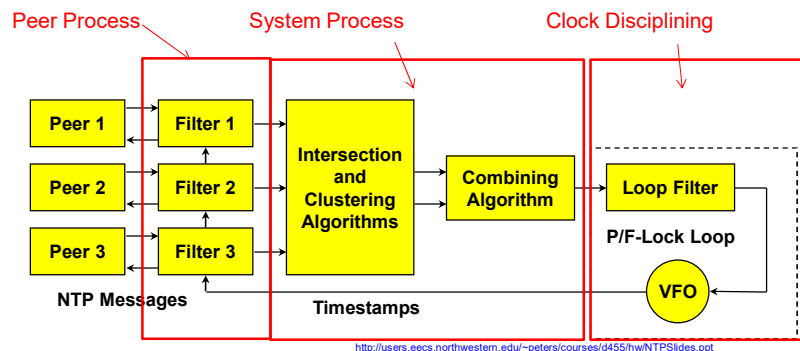 Peer Process
System Process
Clock Disciplining
Peer 1
Filter 1
Peer 2
Filter 2
Peer 3
Filter 3
Intersection
and
Clustering
Algorithms
Combining
Algorithm
Loop Filter
P/F-Lock Loop
VFO
NTP Messages
Timestamps
http://users.eecs.northwestern.edu/~peters/courses/d455/hw/NTPSlides.ppt